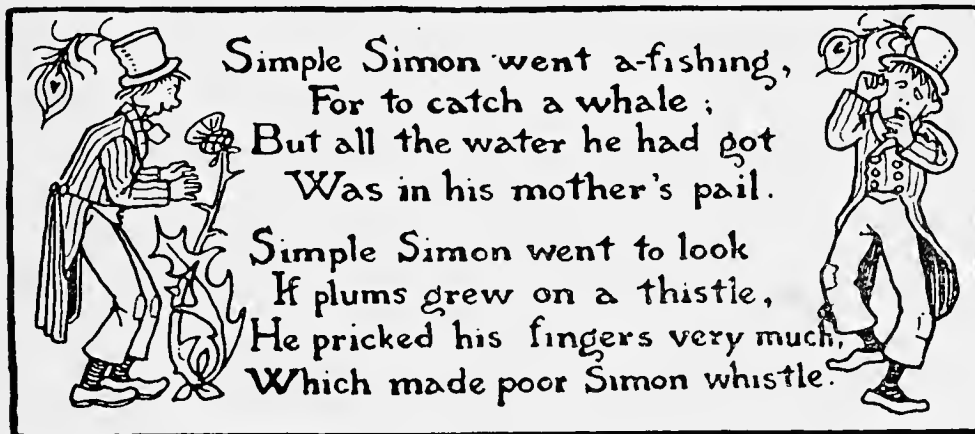 Simple Simon went a-fishing,
For to catch a whale ;
But all the water he had got
Was in his mother's pail.
Simple Simon went to look
If plums grew on a thistle,
He pricked his fingers very much,
Which made poor Simon whistle.